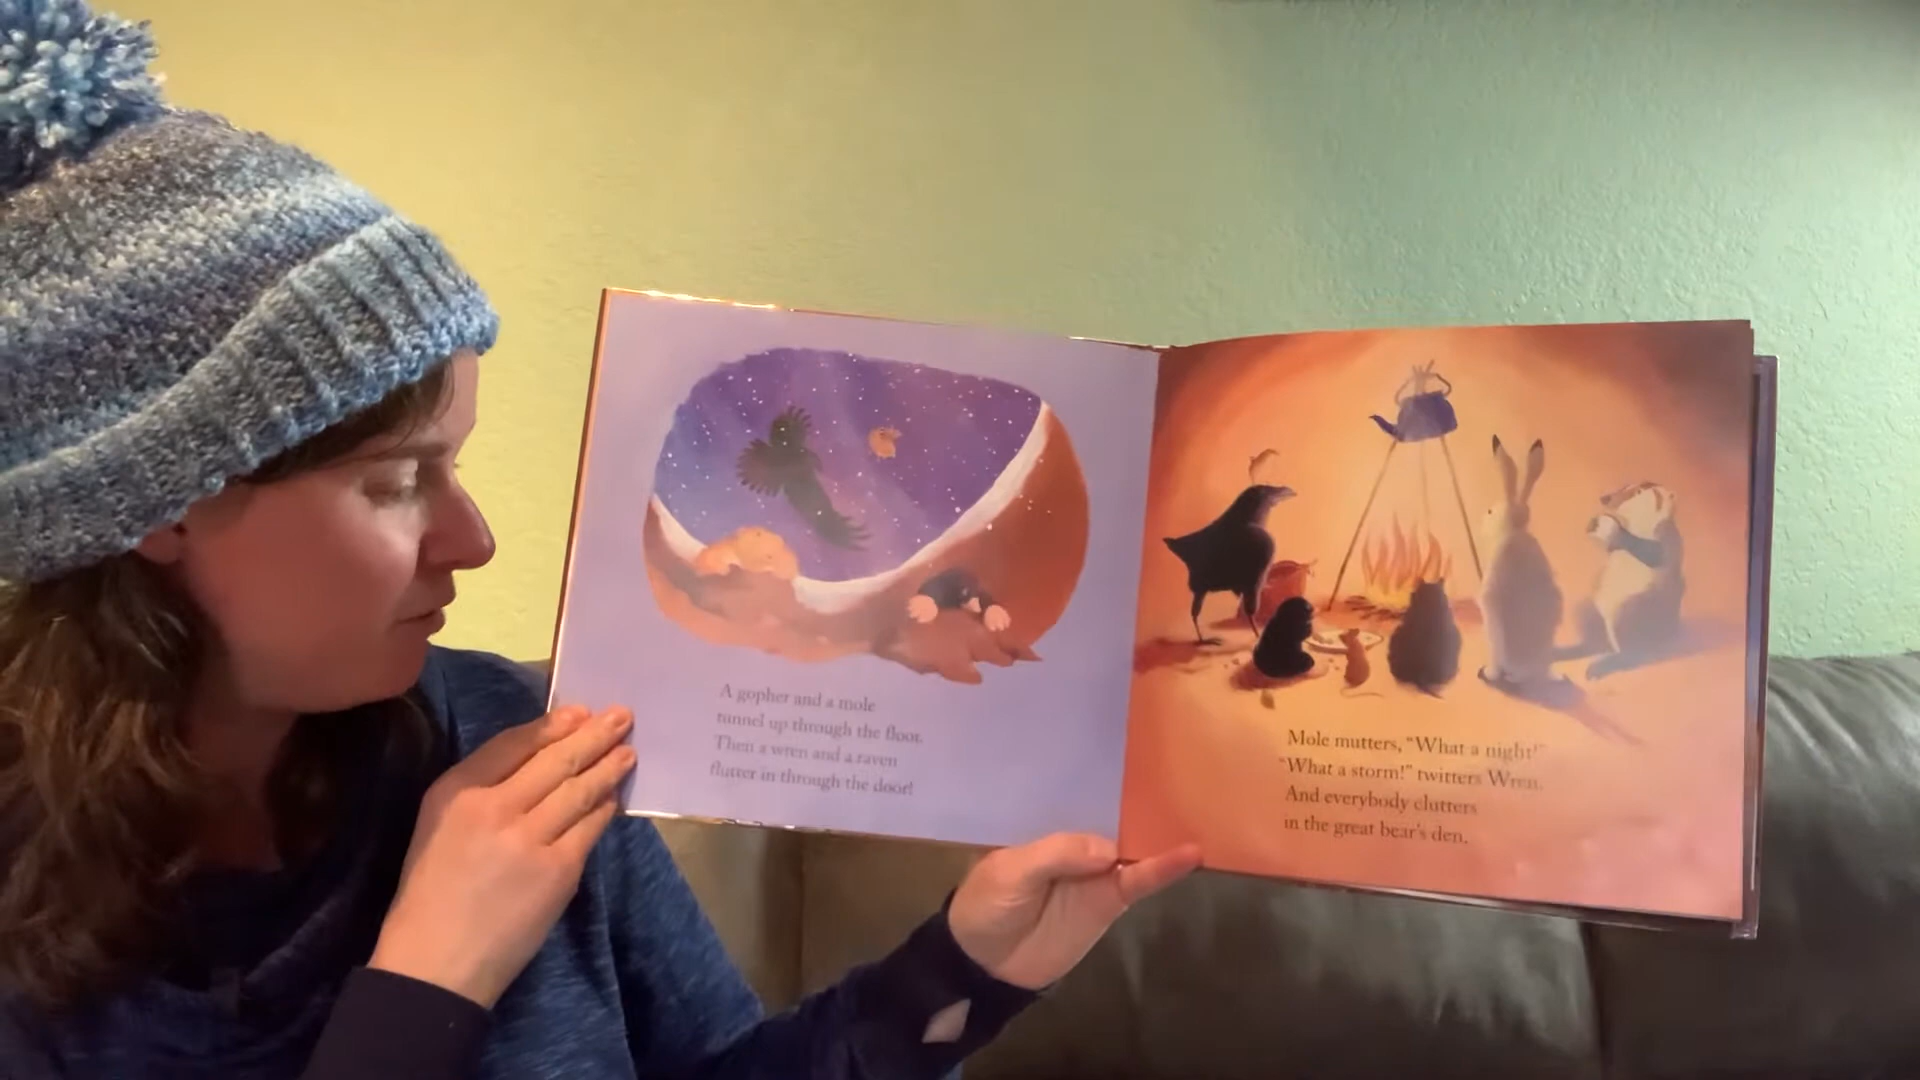 A gopher and a mole
tunnel up through the floor.
Then a wren and a raven
flutter in through the door!
Mole mutters, "What a night!"
"What a storm!" twitters Wren.
And everybody clutters
in the great bear's den.